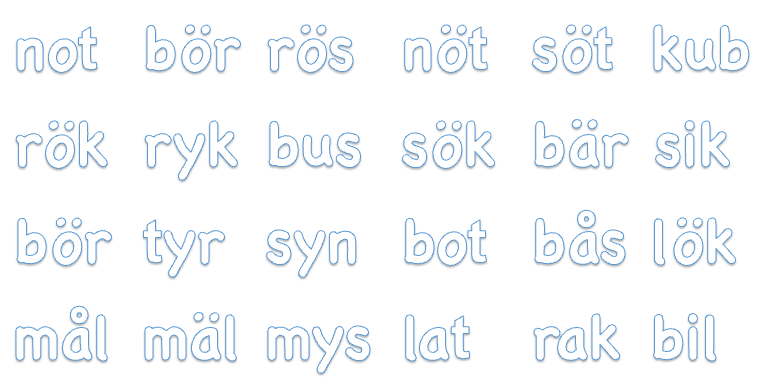 not bör rös nöt söt kub
rök ryk bus sök bär sik
bör tyr syn bot bås lök
mål mäl mys lat rak bil